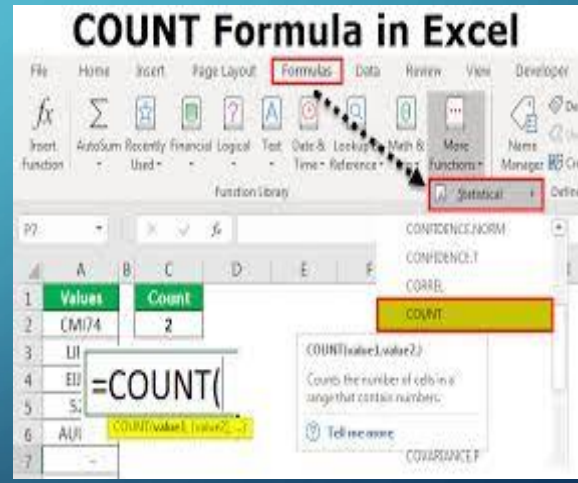 COUNT Formula in Excel
File Home Insert Page Layout Formulas Data Review View Developer
fx Σ ? A θ ...
Insert Function AutoSum Recently Used Financial Logical Text Date & Time Lookup & Reference Math & More Functions Name Manager
Function Library
Statistical
P7 fx
CONFIDENCE.NORM
CONFIDENCE.T
CORREL
COUNT
A B C D E F
1 Values Count
2 CMI74 2
3
4
5
6
7 -
=COUNT(
COUNT(value1, [value2], ...)
COUNT(value1,value2,)
Counts the number of cells in a
range that contain numbers.
? Tell me more
COVARIANCE.P